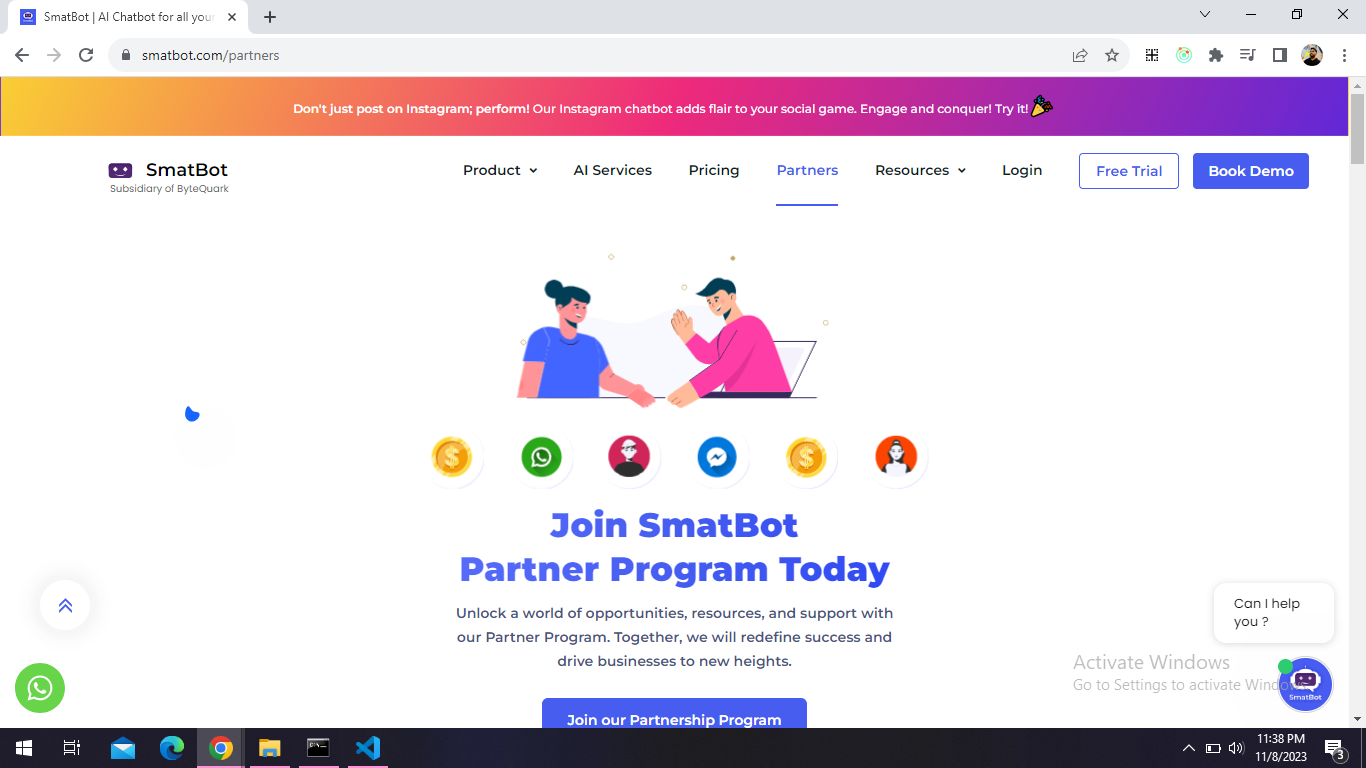 SmatBot | AI Chatbot for all your
smatbot.com/partners
Don't just post on Instagram; perform! Our Instagram chatbot adds flair to your social game. Engage and conquer! Try it!
SmatBot
Subsidiary of ByteQuark
Product
AI Services
Pricing
Partners
Resources
Login
Free Trial
Book Demo
Join SmatBot
Partner Program Today
Unlock a world of opportunities, resources, and support with
our Partner Program. Together, we will redefine success and
drive businesses to new heights.
Join our Partnership Program
Can I help
you ?
Activate Windows
Go to Settings to activate Windows.
SmatBot
11:38 PM
11/8/2023
3